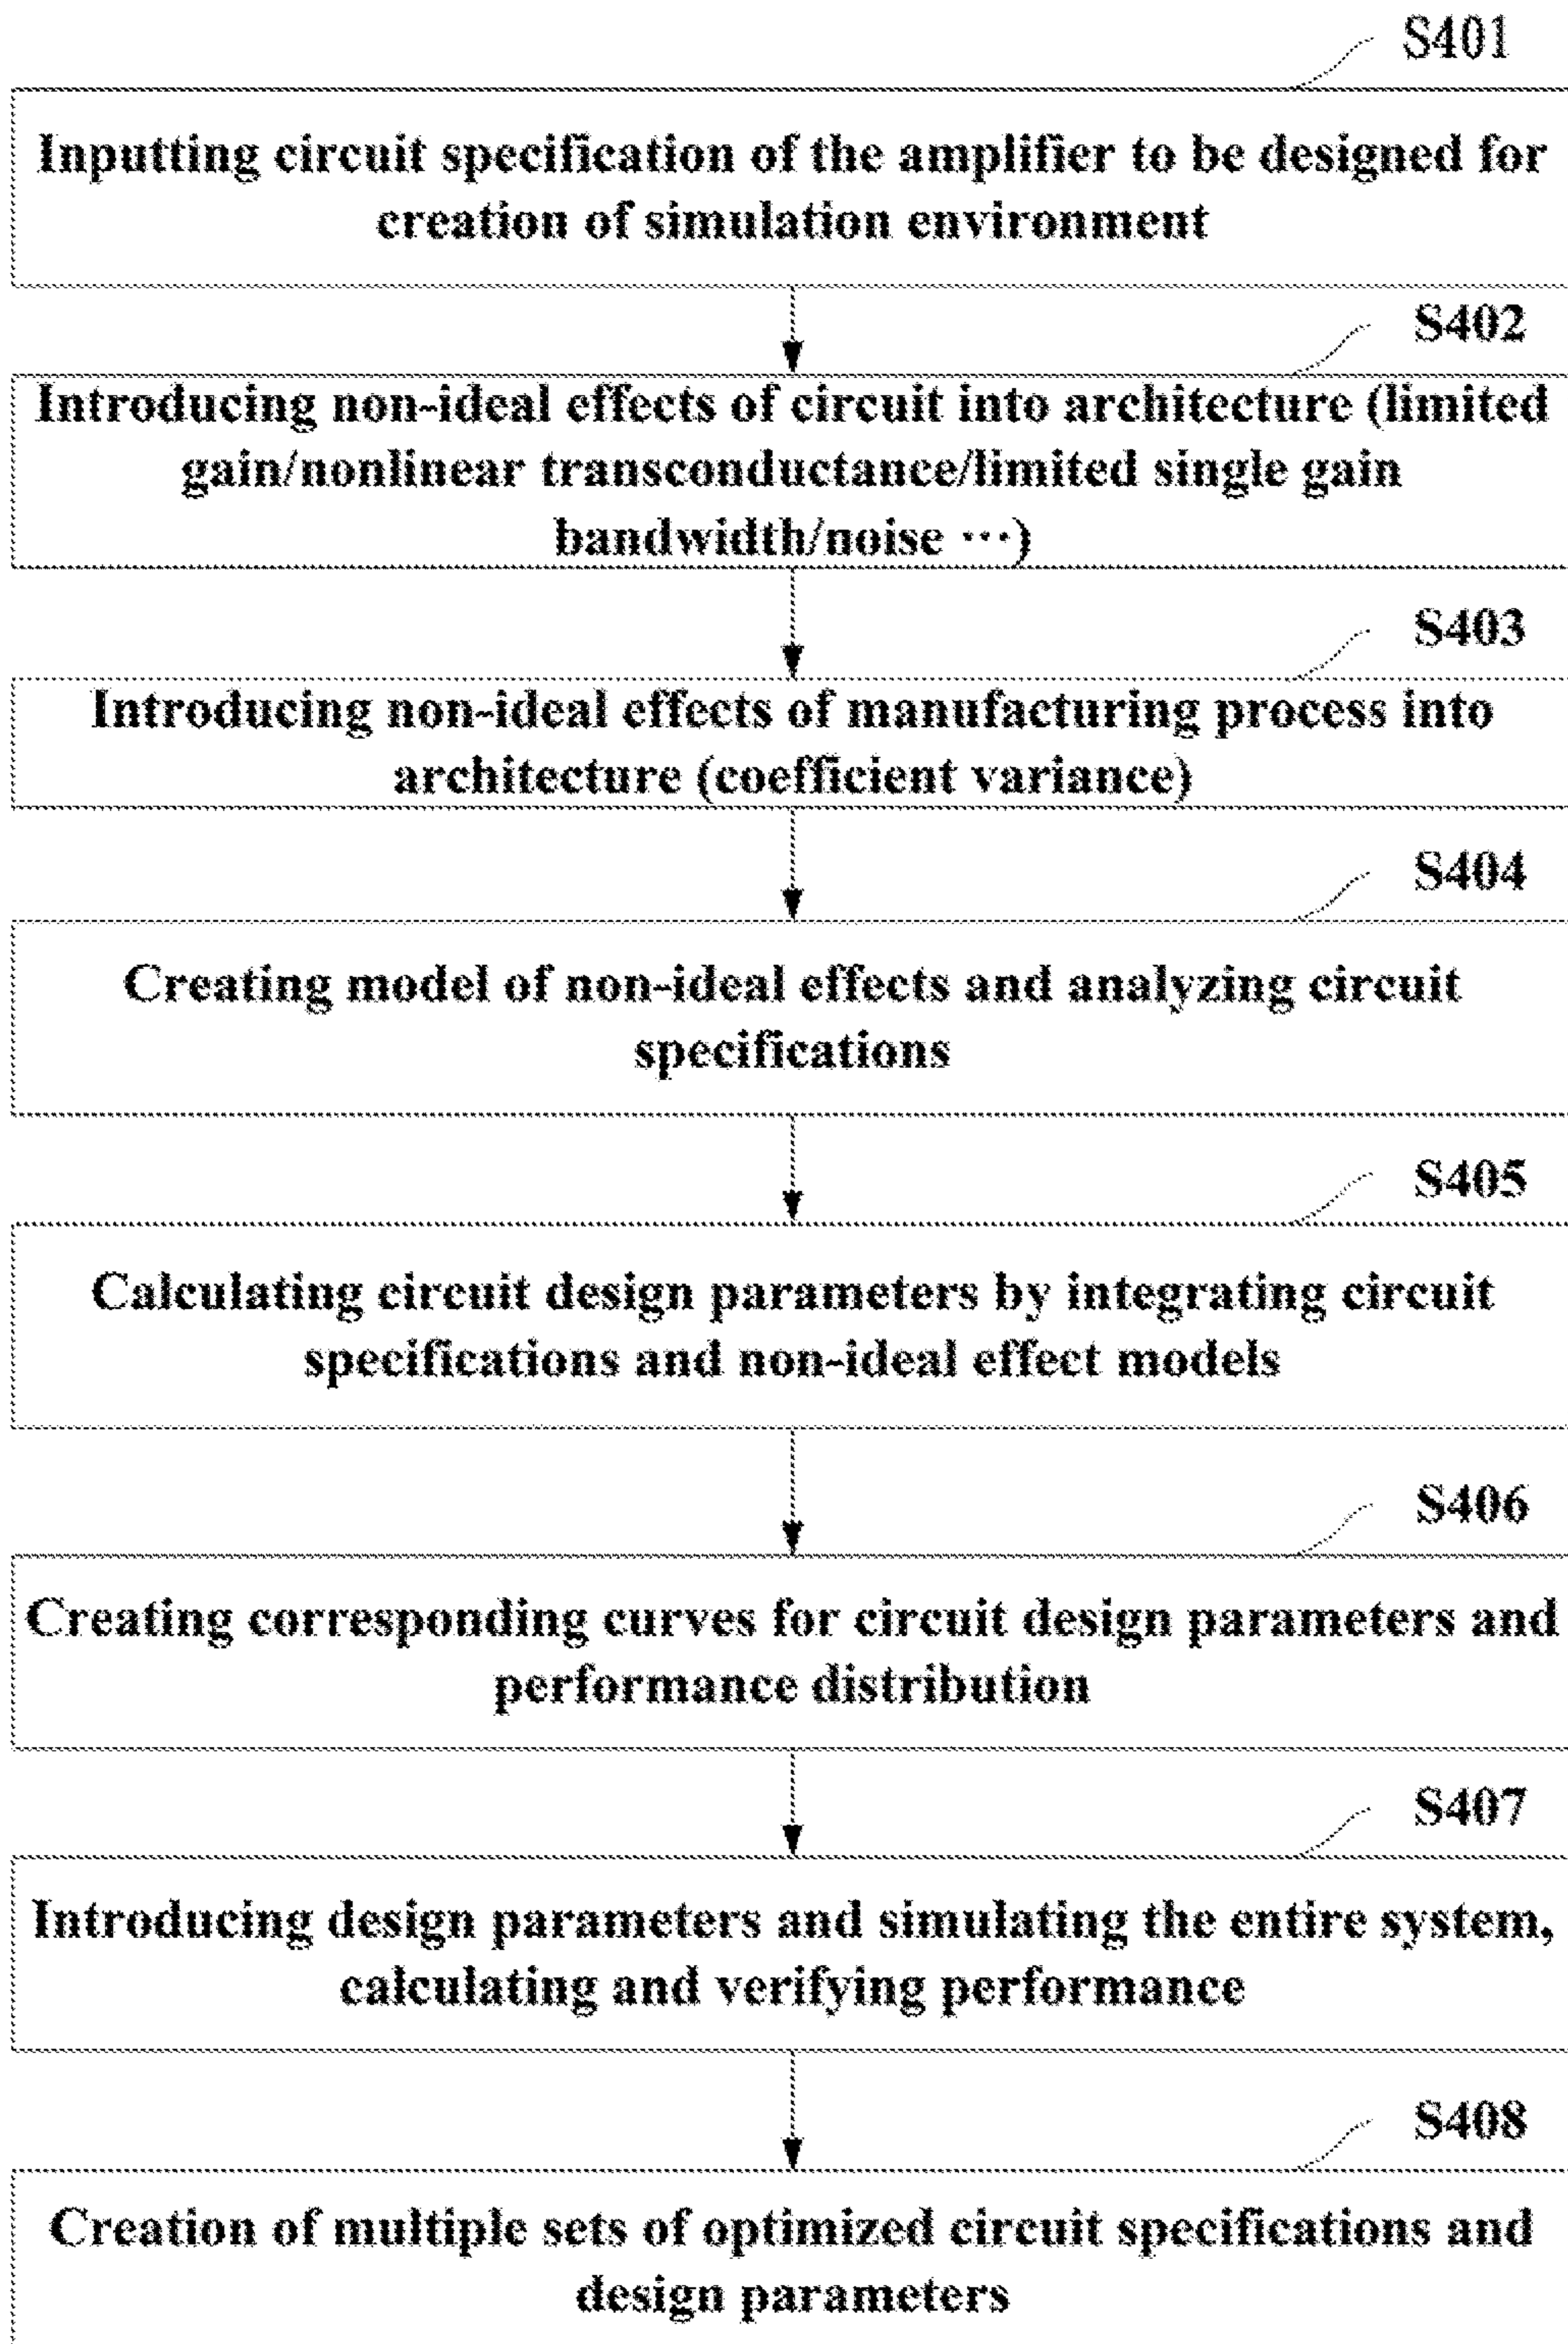 S401
Inputting circuit specification of the amplifier to be designed for
creation of simulation environment
S402
Introducing non-ideal effects of circuit into architecture (limited
gain/nonlinear transconductance/limited single gain
bandwidth/noise ···)
S403
Introducing non-ideal effects of manufacturing process into
architecture (coefficient variance)
S404
Creating model of non-ideal effects and analyzing circuit
specifications
S405
Calculating circuit design parameters by integrating circuit
specifications and non-ideal effect models
S406
Creating corresponding curves for circuit design parameters and
performance distribution
S407
Introducing design parameters and simulating the entire system,
calculating and verifying performance
S408
Creation of multiple sets of optimized circuit specifications and
design parameters